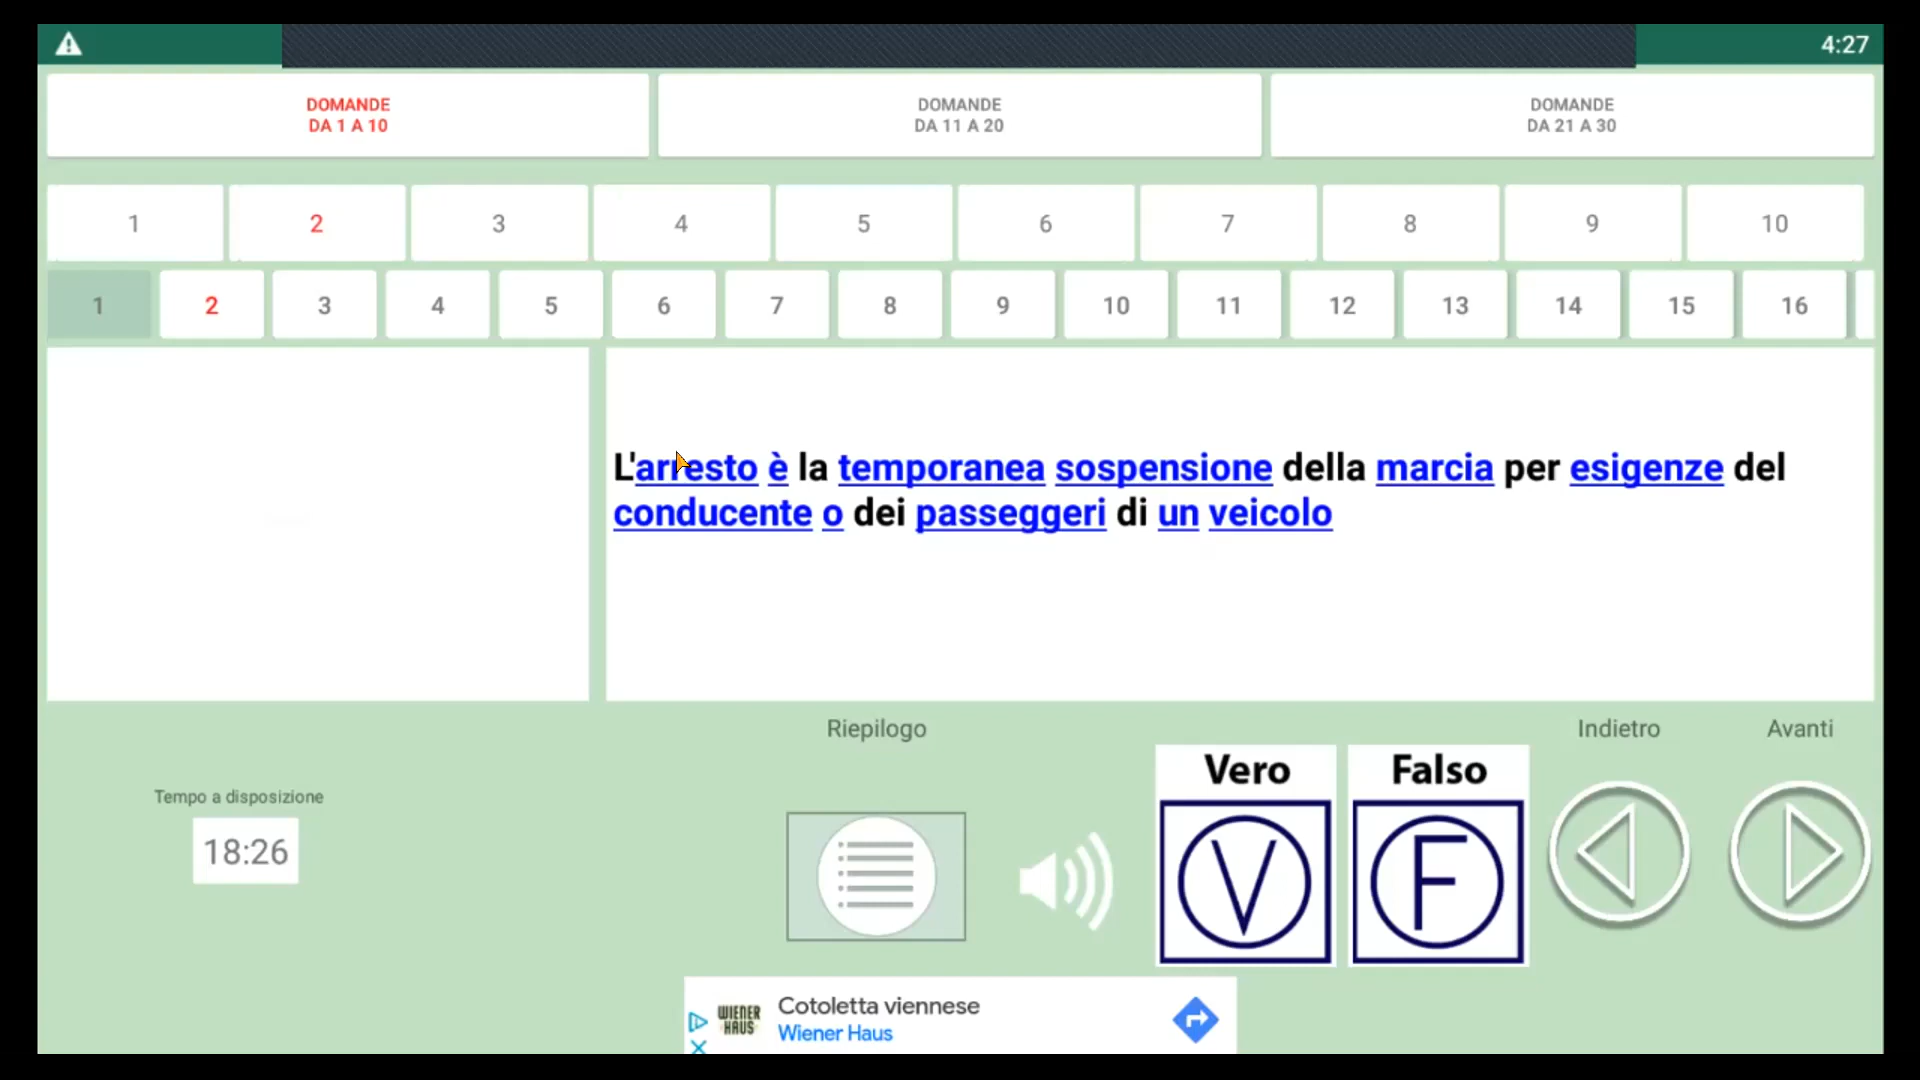 4:27
DOMANDE
DA 1 A 10
DOMANDE
DA 11 A 20
DOMANDE
DA 21 A 30
1 2 3 4 5 6 7 8 9 10
1 2 3 4 5 6 7 8 9 10 11 12 13 14 15 16
L'arresto è la temporanea sospensione della marcia per esigenze del
conducente o dei passeggeri di un veicolo
Riepilogo
Indietro
Avanti
Vero
Falso
V
F
Tempo a disposizione
18:26
WIENER
HAUS
Cotoletta viennese
Wiener Haus